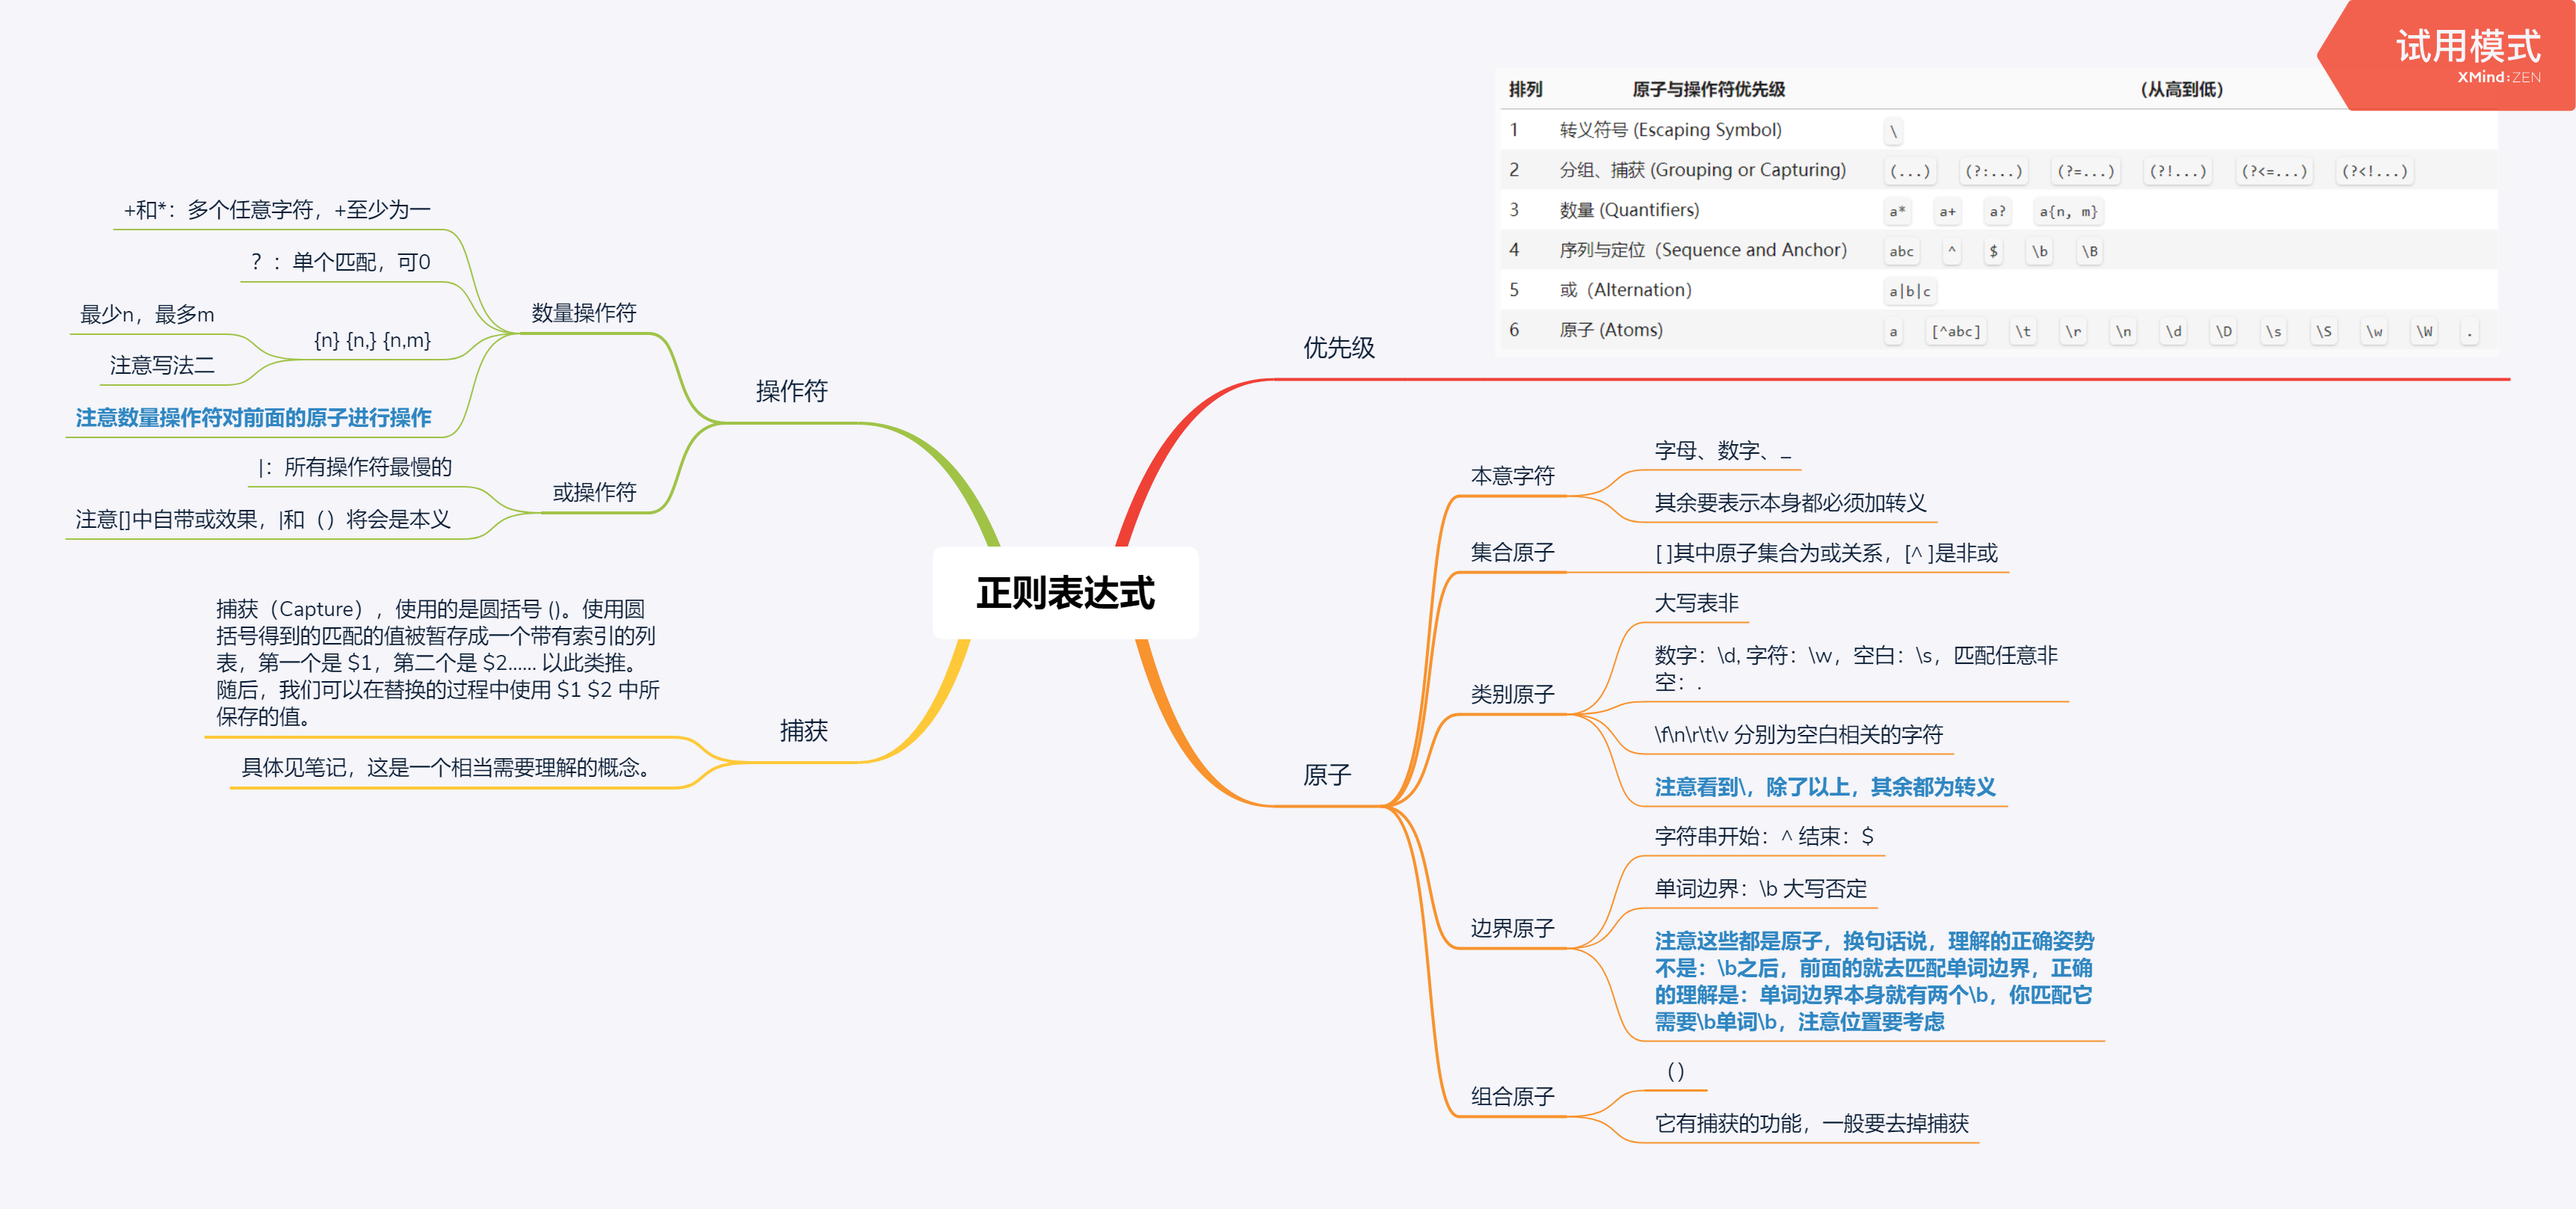 试用模式
XMind:ZEN
正则表达式
优先级
排列 原子与操作符优先级 （从高到低）
1 转义符号 (Escaping Symbol) \
2 分组、捕获 (Grouping or Capturing) (...) (?:...) (?=...) (?!...) (?<=...) (?<!...)
3 数量 (Quantifiers) a* a+ a? a{n, m}
4 序列与定位（Sequence and Anchor） abc ^ $ \b \B
5 或（Alternation） a|b|c
6 原子 (Atoms) a [^abc] \t \r \n \d \D \s \S \w \W .
原子
本意字符
字母、数字、_
其余要表示本身都必须加转义
集合原子
[ ]其中原子集合为或关系，[^ ]是非或
类别原子
大写表非
数字：\d, 字符：\w，空白：\s，匹配任意非
空：.
\f\n\r\t\v 分别为空白相关的字符
注意看到\，除了以上，其余都为转义
边界原子
字符串开始：^ 结束：$
单词边界：\b 大写否定
注意这些都是原子，换句话说，理解的正确姿势
不是：\b之后，前面的就去匹配单词边界，正确
的理解是：单词边界本身就有两个\b，你匹配它
需要\b单词\b，注意位置要考虑
组合原子
（）
它有捕获的功能，一般要去掉捕获
操作符
数量操作符
+和*：多个任意字符，+至少为一
？：单个匹配，可0
{n} {n,} {n,m}
最少n，最多m
注意写法二
注意数量操作符对前面的原子进行操作
或操作符
|：所有操作符最慢的
注意[]中自带或效果，|和（）将会是本义
捕获
捕获（Capture），使用的是圆括号 ()。使用圆
括号得到的匹配的值被暂存成一个带有索引的列
表，第一个是 $1，第二个是 $2...... 以此类推。
随后，我们可以在替换的过程中使用 $1 $2 中所
保存的值。
具体见笔记，这是一个相当需要理解的概念。